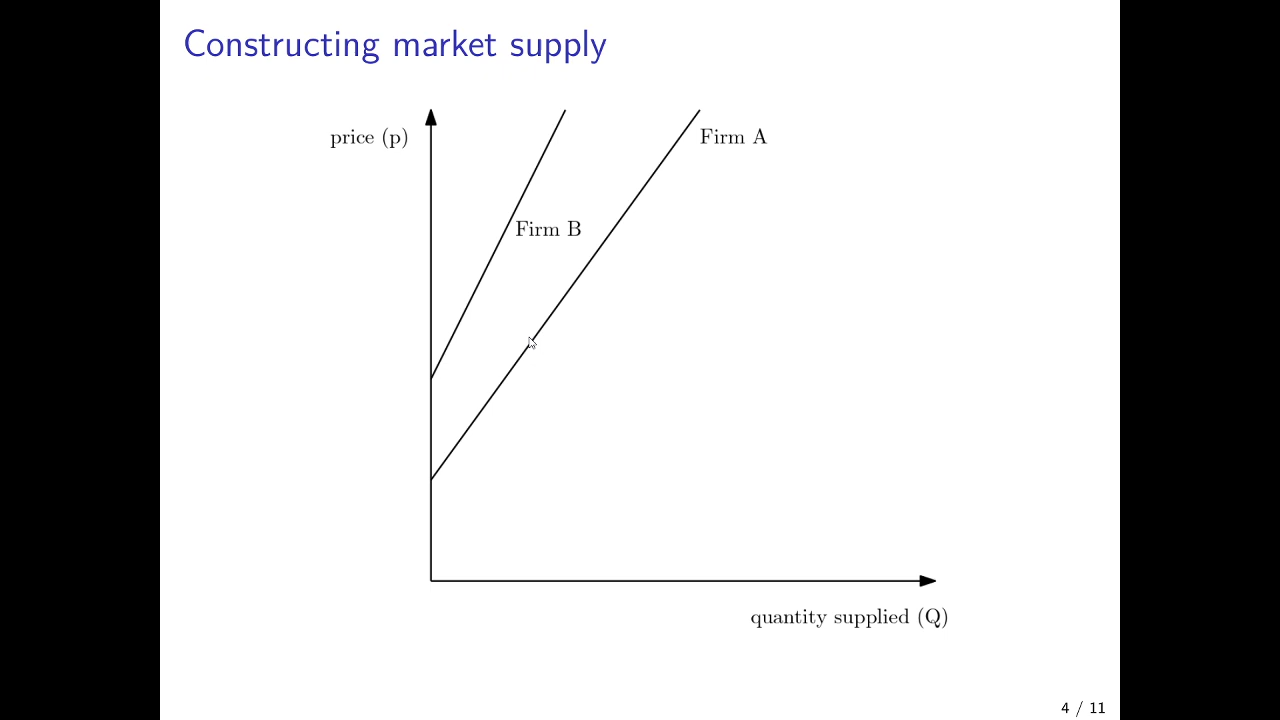 Constructing market supply
price (p)
Firm A
Firm B
quantity supplied (Q)
4 / 11